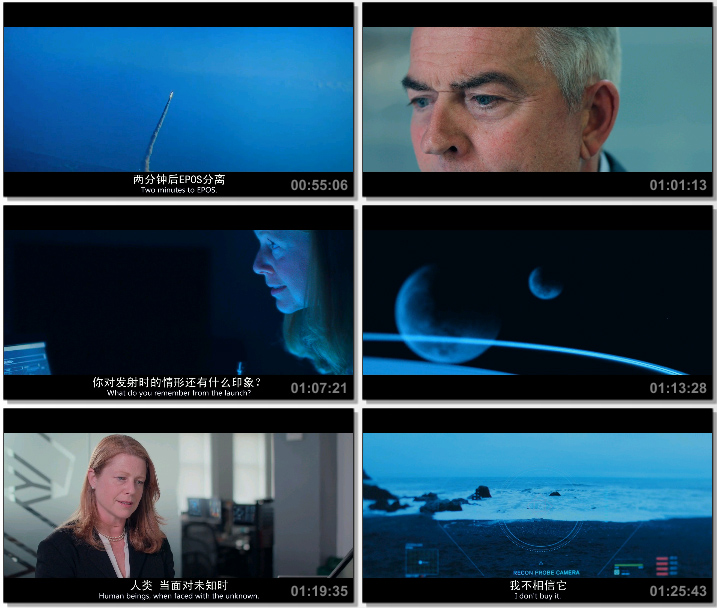 两分钟后EPOS分离
Two minutes to EPOS.
00:55:06
01:01:13
你对发射时的情形还有什么印象？
What do you remember from the launch?
01:07:21
01:13:28
人类 当面对未知时
Human beings, when faced with the unknown.
01:19:35
RECON PROBE CAMERA
我不相信它
I don't buy it.
01:25:43